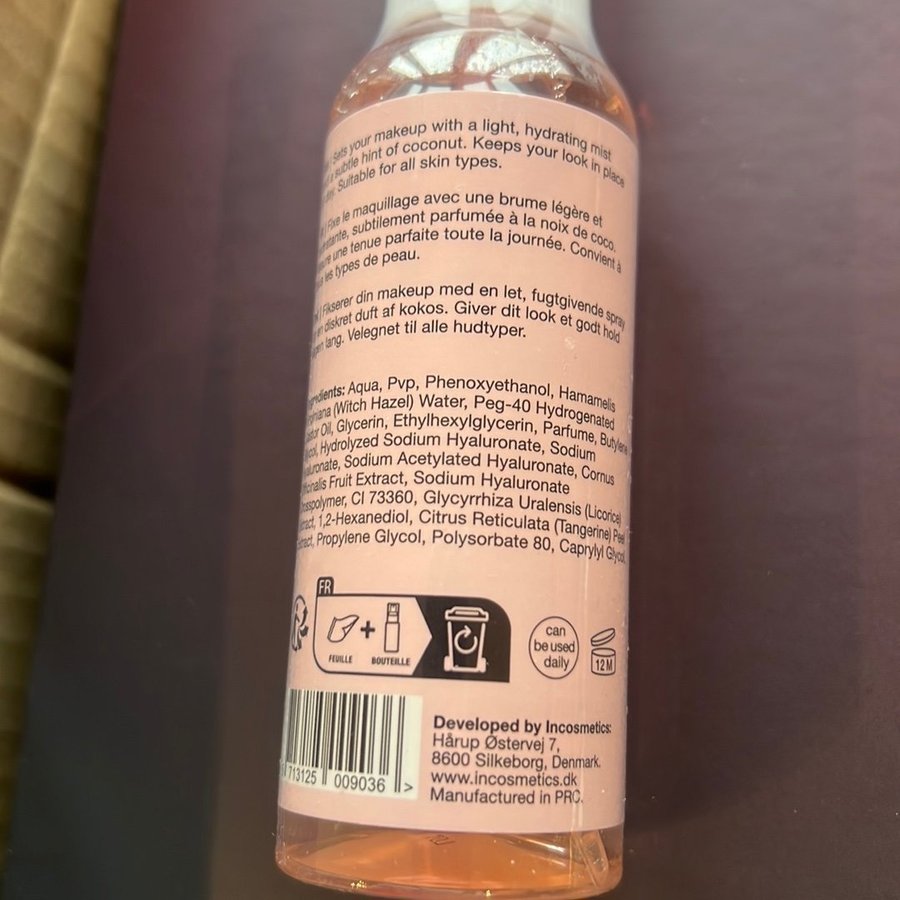 Sets your makeup with a light, hydrating mist
a subtle hint of coconut. Keeps your look in place
Suitable for all skin types.
Fixe le maquillage avec une brume légère et
subtilement parfumée à la noix de coco.
une tenue parfaite toute la journée. Convient à
les types de peau.
Fikserer din makeup med en let, fugtgivende spray
en diskret duft af kokos. Giver dit look et godt hold
lang. Velegnet til alle hudtyper.
Aqua, Pvp, Phenoxyethanol, Hamamelis
(Witch Hazel) Water, Peg-40 Hydrogenated
Oil, Glycerin, Ethylhexylglycerin, Parfume, Butylene
Hydrolyzed Sodium Hyaluronate, Sodium
Sodium Acetylated Hyaluronate, Cornus
Fruit Extract, Sodium Hyaluronate
CI 73360, Glycyrrhiza Uralensis (Licorice)
1,2-Hexanediol, Citrus Reticulata (Tangerine) Peel
Propylene Glycol, Polysorbate 80, Caprylyl Glycol,
FR
FEUILLE + BOUTEILLE
can
be used
daily
12 M
713125 009036 >
Developed by Incosmetics:
Hårup Østervej 7,
8600 Silkeborg, Denmark.
www.incosmetics.dk
Manufactured in PRC.